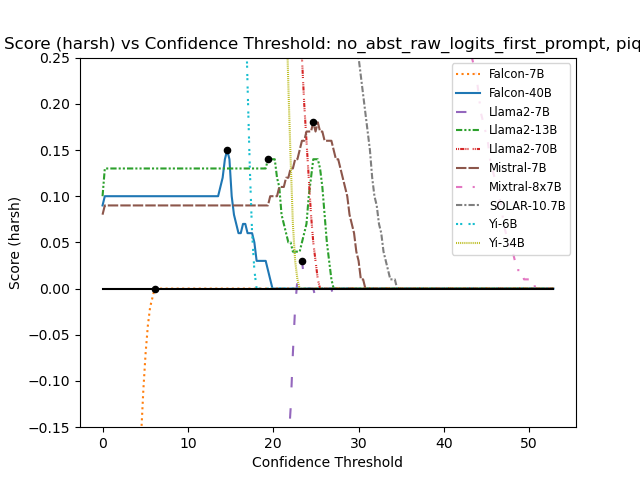 Score (harsh) vs Confidence Threshold: no_abst_raw_logits_first_prompt, piq
0.25
0.20
0.15
0.10
0.05
0.00
−0.05
−0.10
−0.15
Score (harsh)
0 10 20 30 40 50
Confidence Threshold
Falcon-7B
Falcon-40B
Llama2-7B
Llama2-13B
Llama2-70B
Mistral-7B
Mixtral-8x7B
SOLAR-10.7B
Yi-6B
Yi-34B